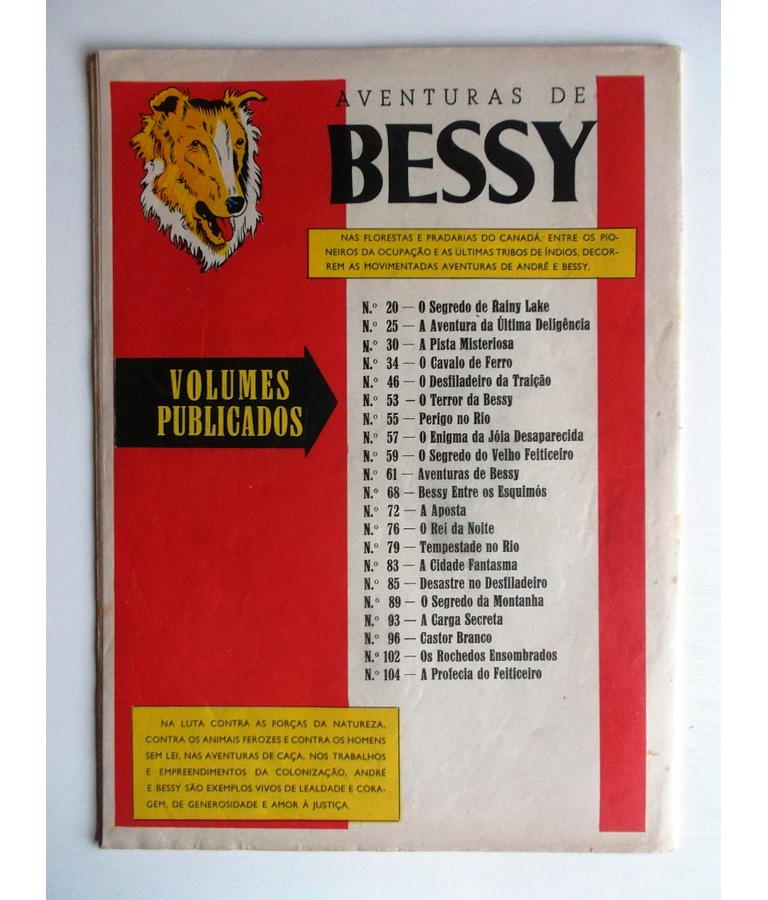 AVENTURAS DE
BESSY
NAS FLORESTAS E PRADARIAS DO CANADÁ, ENTRE OS PIO-
NEIROS DA OCUPAÇÃO E AS ÚLTIMAS TRIBOS DE ÍNDIOS, DECOR-
REM AS MOVIMENTADAS AVENTURAS DE ANDRÉ E BESSY.
VOLUMES
PUBLICADOS
N.º 20 — O Segredo de Rainy Lake
N.º 25 — A Aventura da Última Deligência
N.º 30 — A Pista Misteriosa
N.º 34 — O Cavalo de Ferro
N.º 46 — O Desfiladeiro da Traição
N.º 53 — O Terror da Bessy
N.º 55 — Perigo no Rio
N.º 57 — O Enigma da Jóia Desaparecida
N.º 59 — O Segredo do Velho Feiticeiro
N.º 61 — Aventuras de Bessy
N.º 68 — Bessy Entre os Esquimós
N.º 72 — A Aposta
N.º 76 — O Rei da Noite
N.º 79 — Tempestade no Rio
N.º 83 — A Cidade Fantasma
N.º 85 — Desastre no Desfiladeiro
N.º 89 — O Segredo da Montanha
N.º 93 — A Carga Secreta
N.º 96 — Castor Branco
N.º 102 — Os Rochedos Ensombrados
N.º 104 — A Profecia do Feiticeiro
NA LUTA CONTRA AS FORÇAS DA NATUREZA,
CONTRA OS ANIMAIS FEROZES E CONTRA OS HOMENS
SEM LEI, NAS AVENTURAS DE CAÇA, NOS TRABALHOS
E EMPREENDIMENTOS DA COLONIZAÇÃO, ANDRÉ
E BESSY SÃO EXEMPLOS VIVOS DE LEALDADE E CORA-
GEM, DE GENEROSIDADE E AMOR À JUSTIÇA.